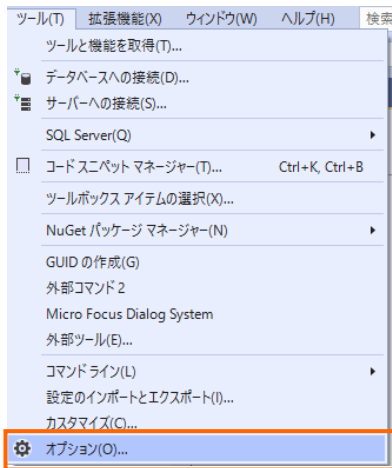 ツール(T) 拡張機能(X) ウィンドウ(W) ヘルプ(H) 検索
ツールと機能を取得(T)...
データベースへの接続(D)...
サーバーへの接続(S)...
SQL Server(Q)
コード スニペット マネージャー(T)... Ctrl+K, Ctrl+B
ツールボックス アイテムの選択(X)...
NuGet パッケージ マネージャー(N)
GUID の作成(G)
外部コマンド 2
Micro Focus Dialog System
外部ツール(E)...
コマンド ライン(L)
設定のインポートとエクスポート(I)...
カスタマイズ(C)...
オプション(O)...